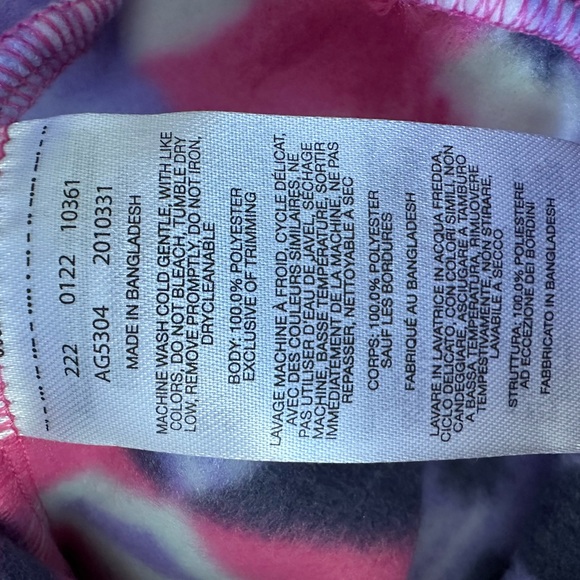 222 0122 10361
AG5304 2010331
MADE IN BANGLADESH
MACHINE WASH COLD GENTLE, WITH LIKE
COLORS, DO NOT BLEACH, TUMBLE DRY
LOW, REMOVE PROMPTLY, DO NOT IRON,
DRYCLEANABLE
BODY: 100.0% POLYESTER
EXCLUSIVE OF TRIMMING
LAVAGE MACHINE À FROID, CYCLE DÉLICAT,
AVEC DES COULEURS SIMILAIRES, NE
PAS UTILISER D'EAU DE JAVEL, SÉCHAGE
MACHINE, BASSE TEMPÉRATURE, SORTIR
IMMÉDIATEMENT DE LA MACHINE, NE PAS
REPASSER, NETTOYABLE À SEC
CORPS: 100.0% POLYESTER
SAUF LES BORDURES
FABRIQUÉ AU BANGLADESH
LAVARE IN LAVATRICE IN ACQUA FREDDA,
CICLO DELICATO, CON COLORI SIMILI, NON
CANDEGGIARE, ASCIUGATURA IN TAMBURO
A BASSA TEMPERATURA, RIMUOVERE
TEMPESTIVAMENTE, NON STIRARE,
LAVABILE A SECCO
STRUTTURA, 100.0% POLIESTERE
AD ECCEZIONE DEI BORDINI
FABBRICATO IN BANGLADESH